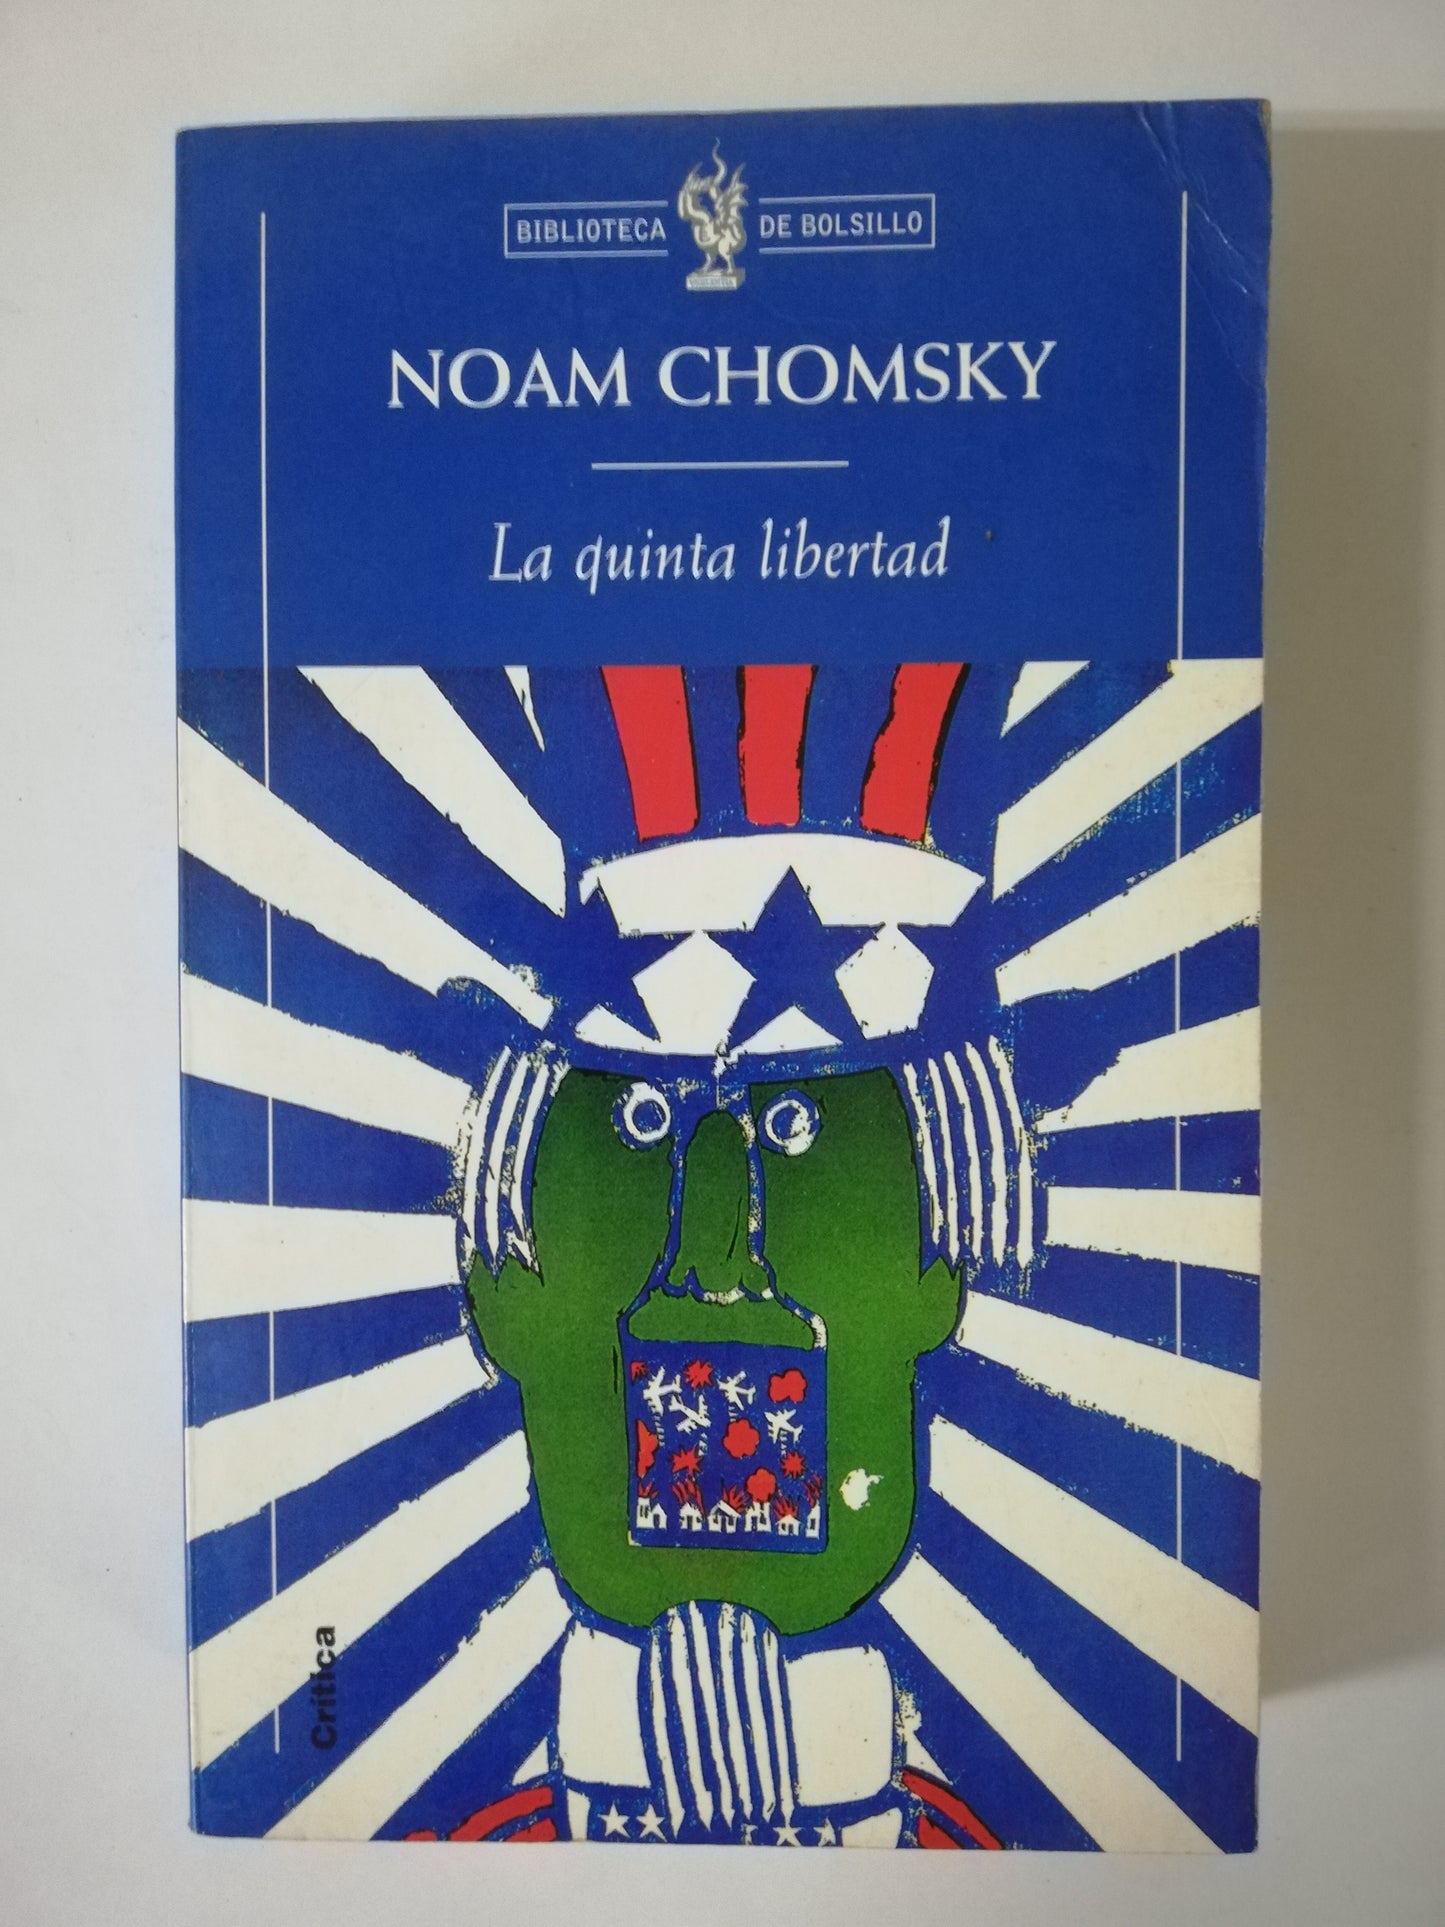 BIBLIOTECA DE BOLSILLO
NOAM CHOMSKY
La quinta libertad
Crítica